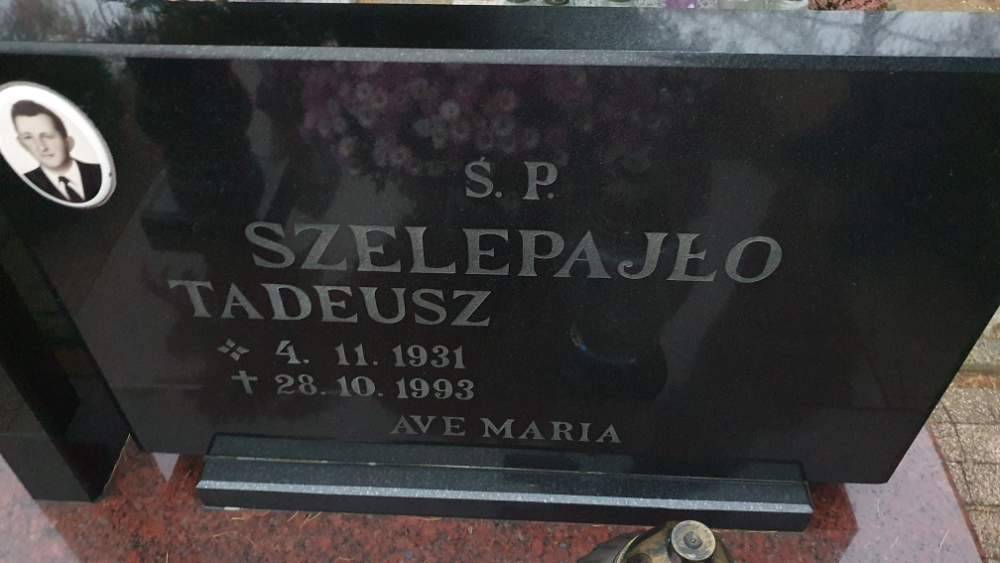 Ś. P.
SZELEPAJŁO
TADEUSZ
4. 11. 1931
† 28. 10. 1993
AVE MARIA